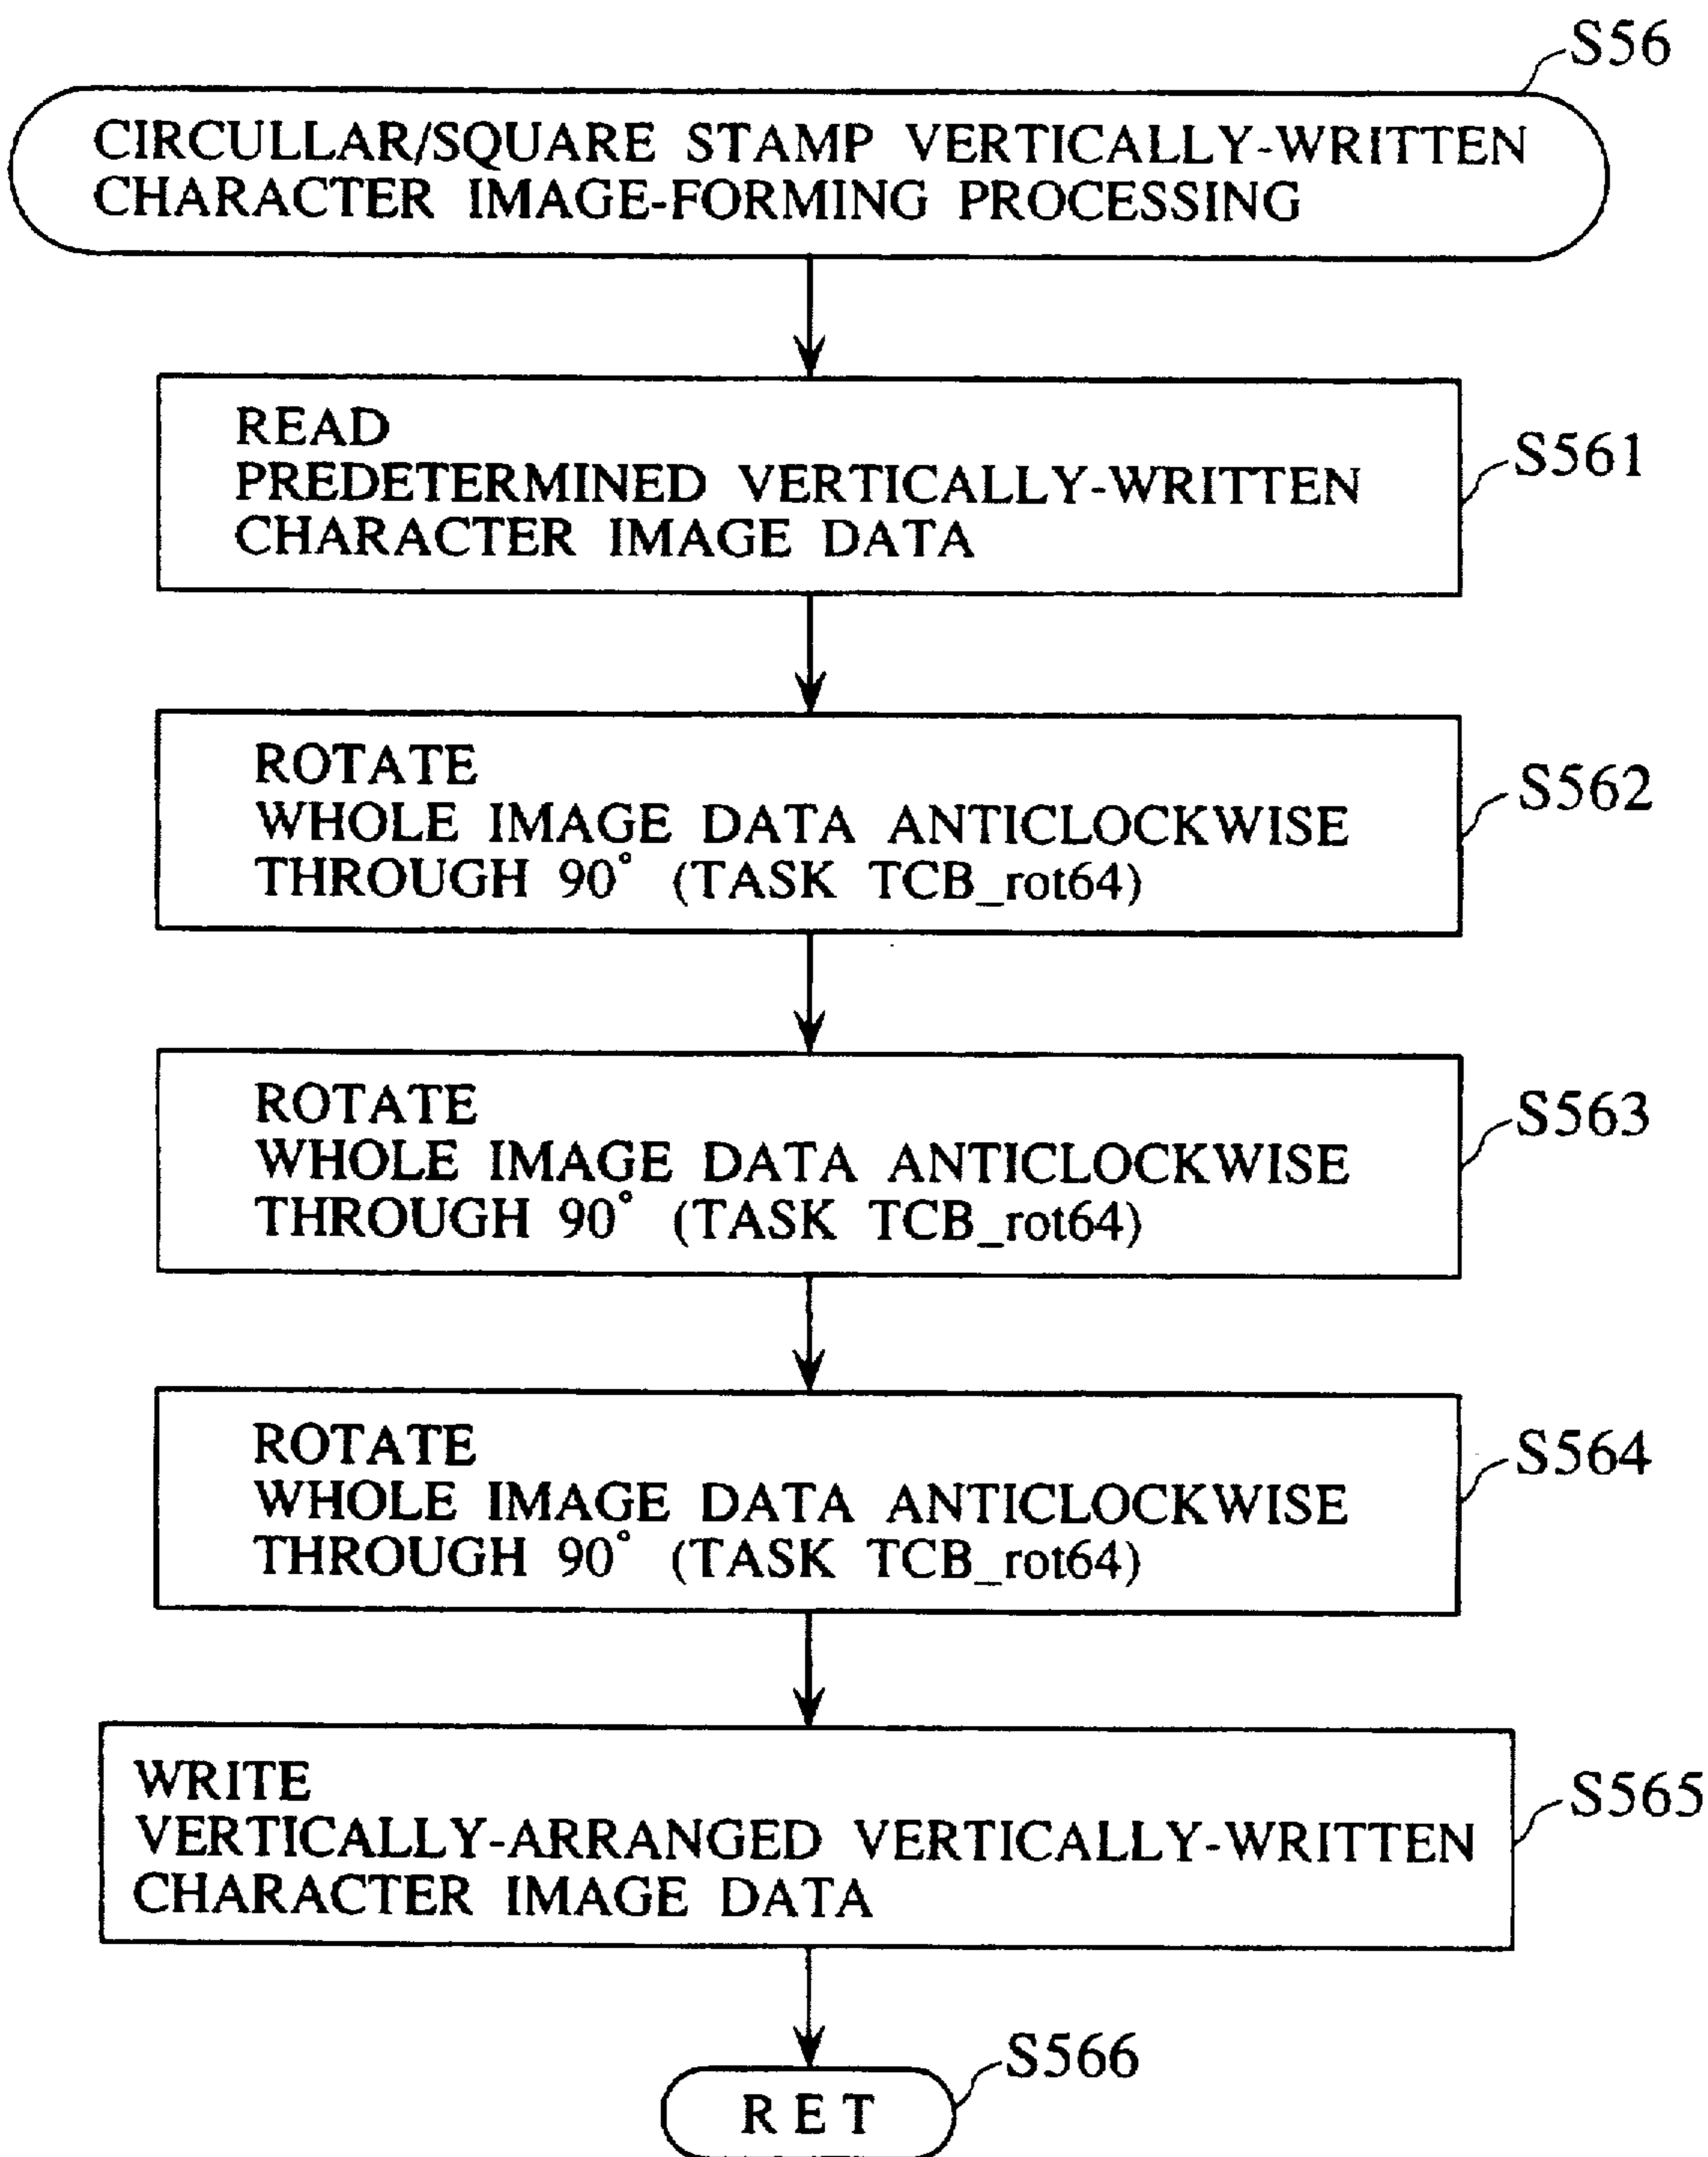 S56
CIRCULLAR/SQUARE STAMP VERTICALLY-WRITTEN
CHARACTER IMAGE-FORMING PROCESSING
READ
PREDETERMINED VERTICALLY-WRITTEN
CHARACTER IMAGE DATA
S561
ROTATE
WHOLE IMAGE DATA ANTICLOCKWISE
THROUGH 90° (TASK TCB_rot64)
S562
ROTATE
WHOLE IMAGE DATA ANTICLOCKWISE
THROUGH 90° (TASK TCB_rot64)
S563
ROTATE
WHOLE IMAGE DATA ANTICLOCKWISE
THROUGH 90° (TASK TCB_rot64)
S564
WRITE
VERTICALLY-ARRANGED VERTICALLY-WRITTEN
CHARACTER IMAGE DATA
S565
RET
S566